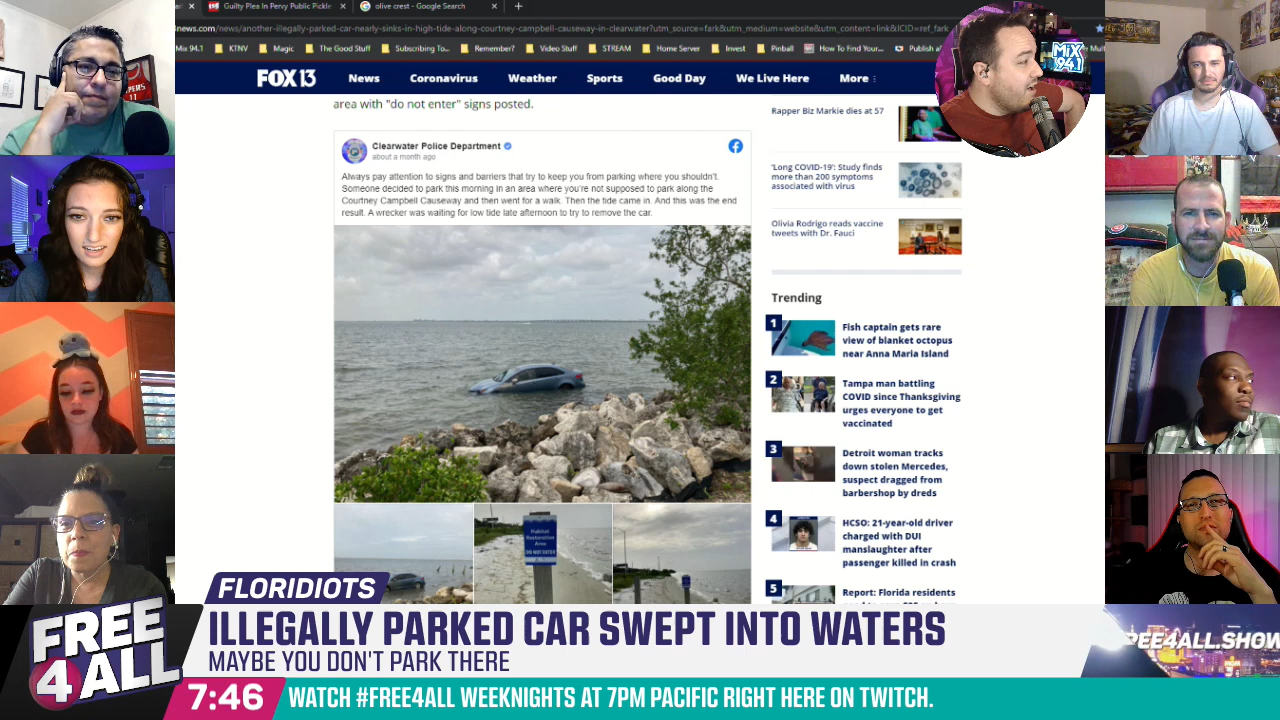 Guilty Plea In Pervy Public Pickle
olive crest - Google Search
news.com/news/another-illegally-parked-car-nearly-sinks-in-high-tide-along-courtney-campbell-causeway-in-clearwater?utm_source=fark&utm_medium=website&utm_content=link&ICID=ref_fark
Mix 94.1
KTNV
Magic
The Good Stuff
Subscribing To...
Remember?
Video Stuff
STREAM
Home Server
Invest
Pinball
How To Find Your...
FOX 13
News
Coronavirus
Weather
Sports
Good Day
We Live Here
More
MiX
94.1
area with "do not enter" signs posted.
Clearwater Police Department
about a month ago
Always pay attention to signs and barriers that try to keep you from parking where you shouldn't.
Someone decided to park this morning in an area where you're not supposed to park along the
Courtney Campbell Causeway and then went for a walk. Then the tide came in. And this was the end
result. A wrecker was waiting for low tide late afternoon to try to remove the car.
Habitat
Restoration
Area
DO NOT ENTER
Rapper Biz Markie dies at 57
'Long COVID-19': Study finds
more than 200 symptoms
associated with virus
Olivia Rodrigo reads vaccine
tweets with Dr. Fauci
Trending
1
Fish captain gets rare
view of blanket octopus
near Anna Maria Island
2
Tampa man battling
COVID since Thanksgiving
urges everyone to get
vaccinated
3
Detroit woman tracks
down stolen Mercedes,
suspect dragged from
barbershop by dreds
4
HCSO: 21-year-old driver
charged with DUI
manslaughter after
passenger killed in crash
5
Report: Florida residents
FLORIDIOTS
ILLEGALLY PARKED CAR SWEPT INTO WATERS
MAYBE YOU DON'T PARK THERE
FREE
4 ALL
REE4ALL.SHOW
7:46
WATCH #FREE4ALL WEEKNIGHTS AT 7PM PACIFIC RIGHT HERE ON TWITCH.